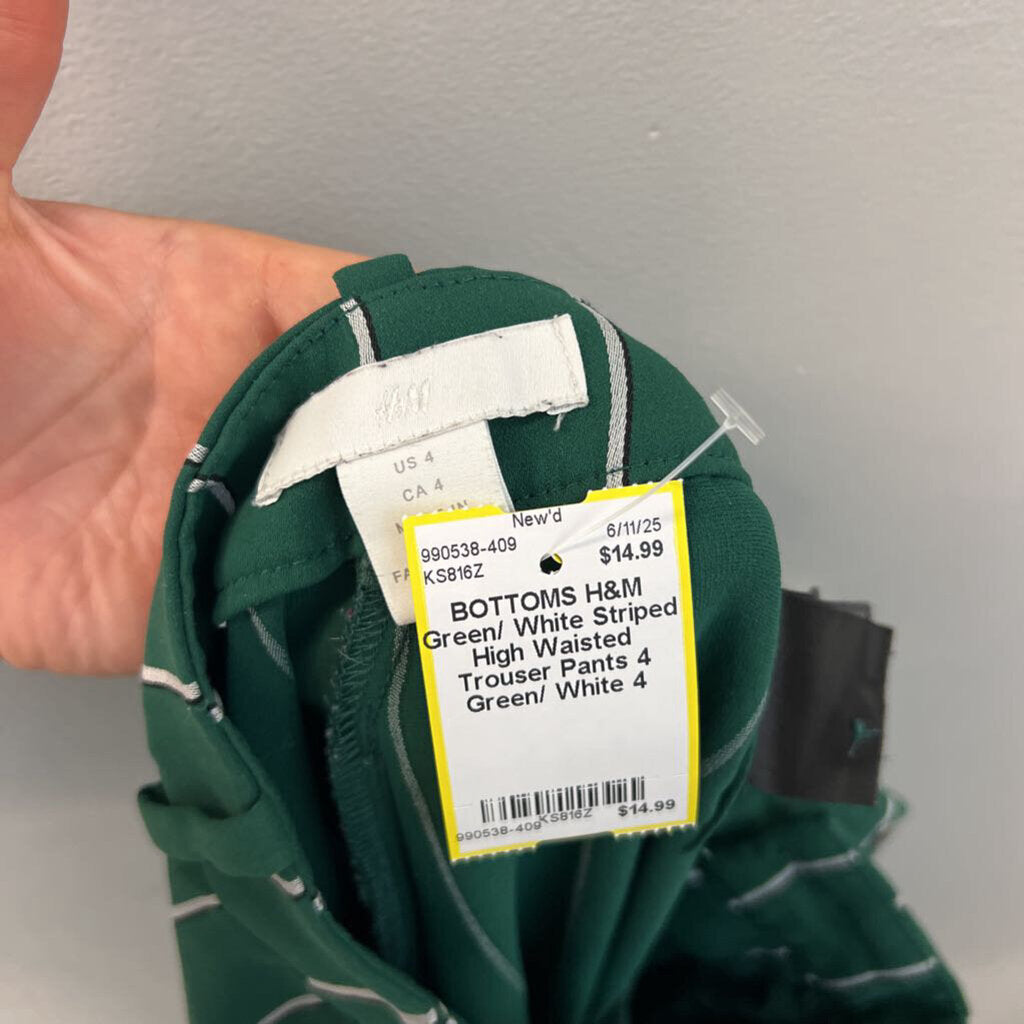 H&M
US 4
CA 4
New'd
990538-409
6/11/25
KS816Z
$14.99
BOTTOMS H&M
Green/ White Striped
High Waisted
Trouser Pants 4
Green/ White 4
990538-409 KS816Z $14.99